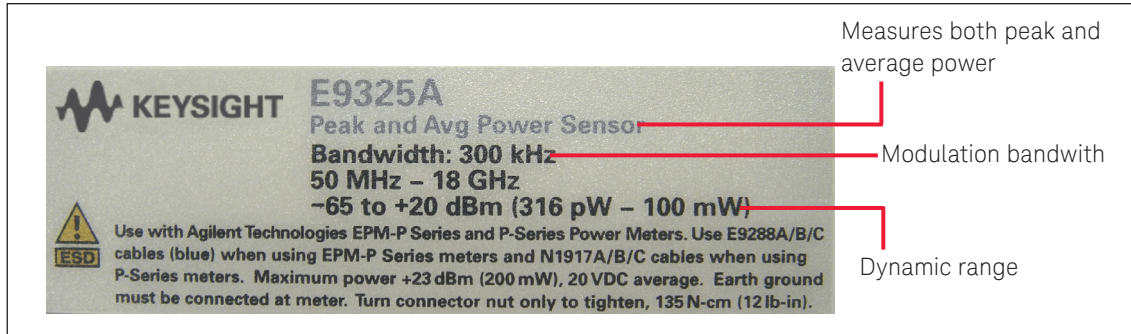 Measures both peak and
average power
KEYSIGHT
E9325A
Peak and Avg Power Sensor
Bandwidth: 300 kHz
Modulation bandwith
50 MHz – 18 GHz
–65 to +20 dBm (316 pW – 100 mW)
Dynamic range
ESD
Use with Agilent Technologies EPM-P Series and P-Series Power Meters. Use E9288A/B/C
cables (blue) when using EPM-P Series meters and N1917A/B/C cables when using
P-Series meters. Maximum power +23 dBm (200 mW), 20 VDC average. Earth ground
must be connected at meter. Turn connector nut only to tighten, 135 N-cm (12 lb-in).